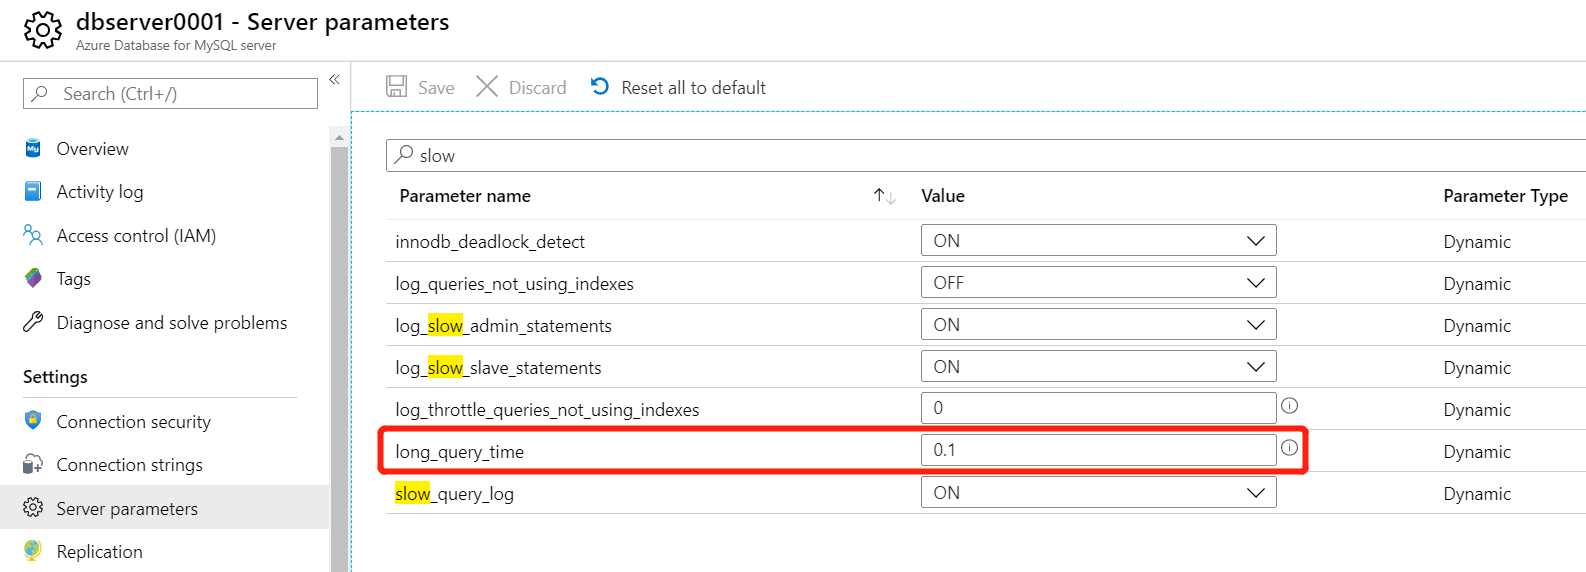 dbserver0001 - Server parameters
Azure Database for MySQL server
Search (Ctrl+/)
«
Overview
Activity log
Access control (IAM)
Tags
Diagnose and solve problems
Settings
Connection security
Connection strings
Server parameters
Replication
Save Discard Reset all to default
slow
Parameter name Value Parameter Type
innodb_deadlock_detect ON Dynamic
log_queries_not_using_indexes OFF Dynamic
log_slow_admin_statements ON Dynamic
log_slow_slave_statements ON Dynamic
log_throttle_queries_not_using_indexes 0 Dynamic
long_query_time 0.1 Dynamic
slow_query_log ON Dynamic